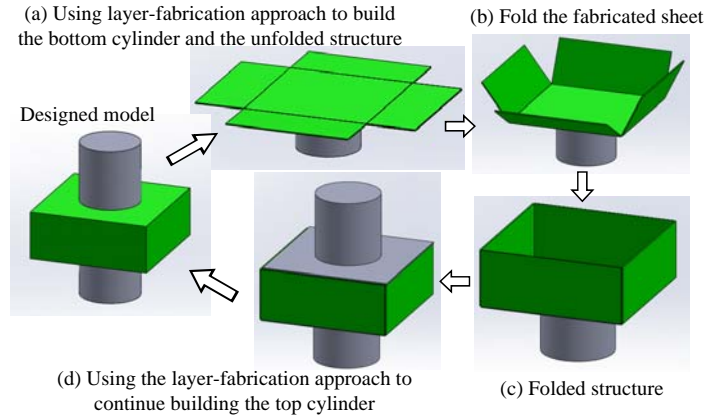 (a) Using layer-fabrication approach to build
the bottom cylinder and the unfolded structure
(b) Fold the fabricated sheet
Designed model
(d) Using the layer-fabrication approach to
continue building the top cylinder
(c) Folded structure